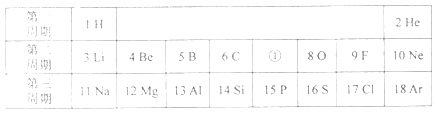 第
周期 1 H 2 He
第二
周期 3 Li 4 Be 5 B 6 C ① 8 O 9 F 10 Ne
第三
周期 11 Na 12 Mg 13 Al 14 Si 15 P 16 S 17 Cl 18 Ar